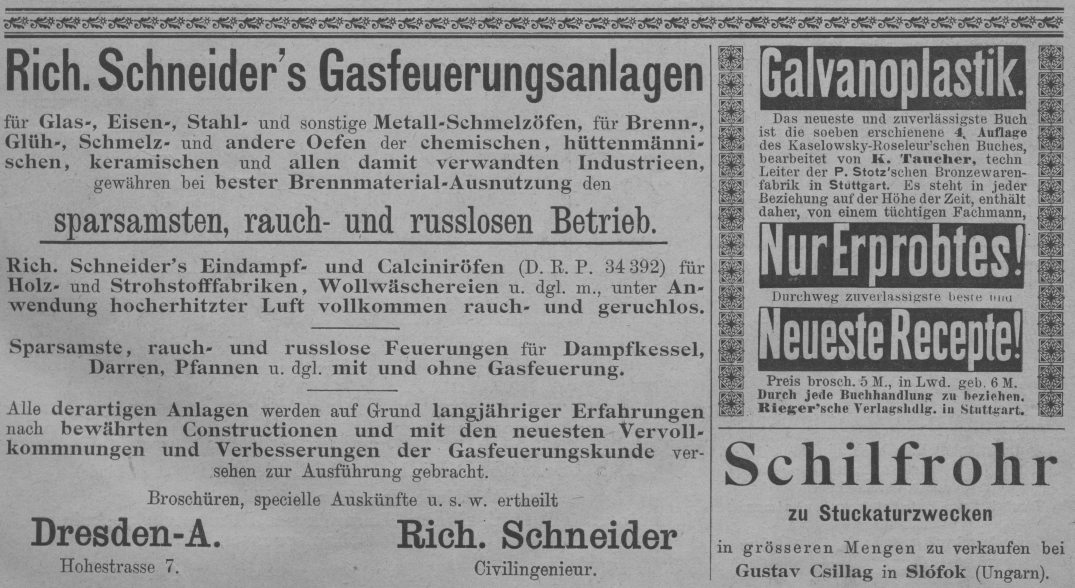 Rich. Schneider's Gasfeuerungsanlagen
für Glas-, Eisen-, Stahl- und sonstige Metall-Schmelzöfen, für Brenn-,
Glüh-, Schmelz- und andere Oefen der chemischen, hüttenmänni-
schen, keramischen und allen damit verwandten Industrieen,
gewähren bei bester Brennmaterial-Ausnutzung den
sparsamsten, rauch- und russlosen Betrieb.
Rich. Schneider's Eindampf- und Calciniröfen (D. R. P. 34 392) für
Holz- und Strohstofffabriken, Wollwäschereien u. dgl. m., unter An-
wendung hocherhitzter Luft vollkommen rauch- und geruchlos.
Sparsamste, rauch- und russlose Feuerungen für Dampfkessel,
Darren, Pfannen u. dgl. mit und ohne Gasfeuerung.
Alle derartigen Anlagen werden auf Grund langjähriger Erfahrungen
nach bewährten Constructionen und mit den neuesten Vervoll-
kommnungen und Verbesserungen der Gasfeuerungskunde ver-
sehen zur Ausführung gebracht.
Broschüren, specielle Auskünfte u. s. w. ertheilt
Dresden-A. Rich. Schneider
Hohestrasse 7. Civilingenieur.
Galvanoplastik.
Das neueste und zuverlässigste Buch
ist die soeben erschienene 4. Auflage
des Kaselowsky-Roseleur'schen Buches,
bearbeitet von K. Taucher, techn
Leiter der P. Stotz'schen Bronzewaren-
fabrik in Stuttgart. Es steht in jeder
Beziehung auf der Höhe der Zeit, enthält
daher, von einem tüchtigen Fachmann,
Nur Erprobtes!
Durchweg zuverlässigste beste und
Neueste Recepte!
Preis brosch. 5 M., in Lwd. geb. 6 M.
Durch jede Buchhandlung zu beziehen.
Rieger'sche Verlagshdlg. in Stuttgart.
Schilfrohr
zu Stuckaturzwecken
in grösseren Mengen zu verkaufen bei
Gustav Csillag in Slófok (Ungarn).